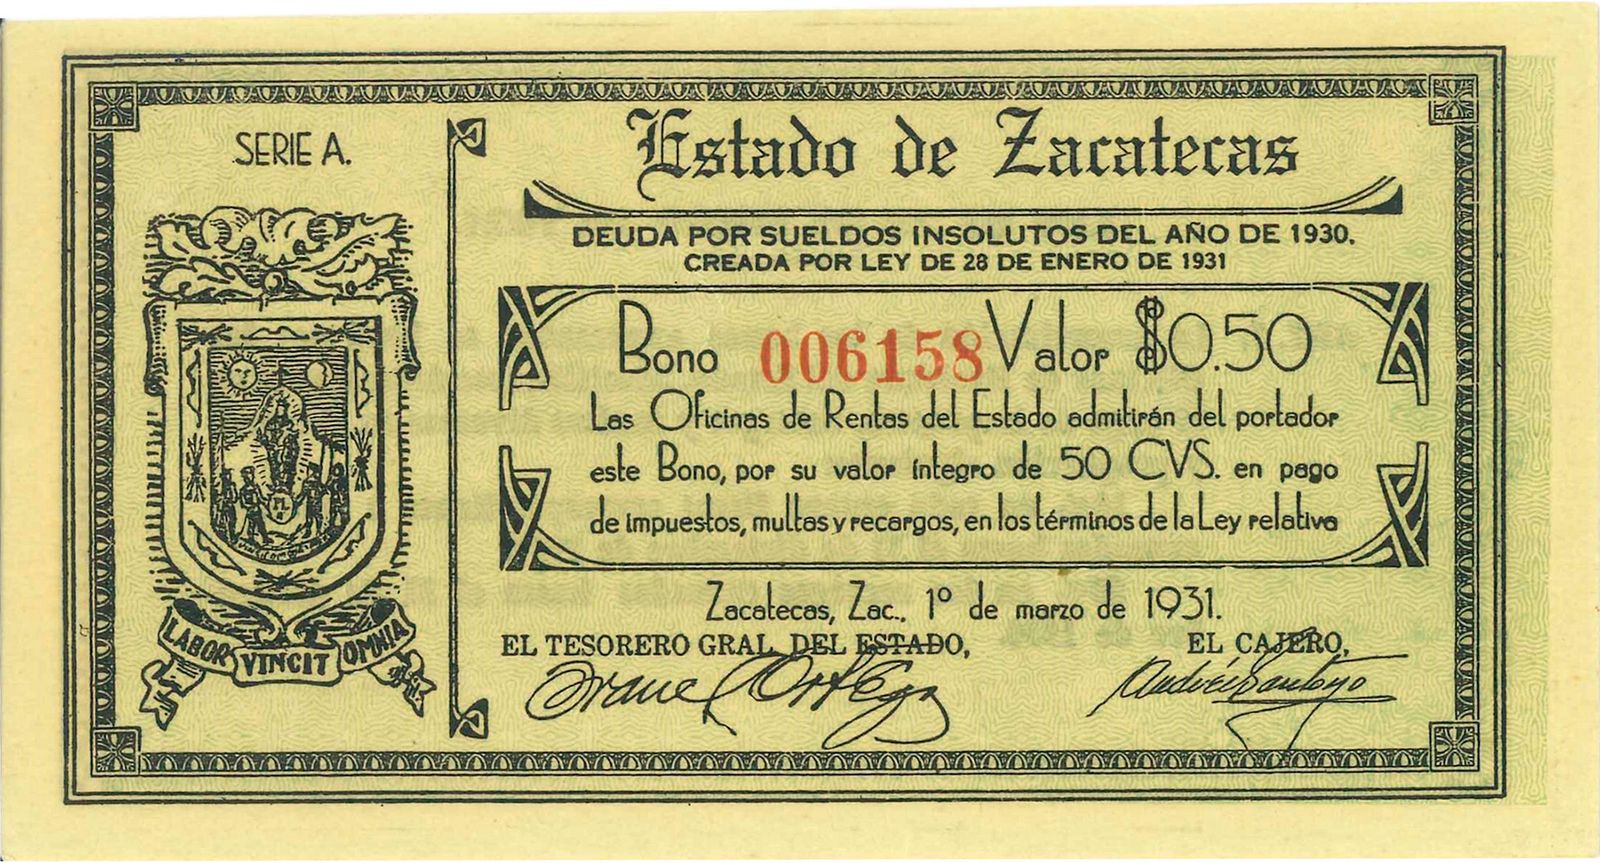 SERIE A.
Estado de Zacatecas
DEUDA POR SUELDOS INSOLUTOS DEL AÑO DE 1930.
CREADA POR LEY DE 28 DE ENERO DE 1931
Bono 006158 Valor $0.50
Las Oficinas de Rentas del Estado admitirán del portador
este Bono, por su valor íntegro de 50 CVS. en pago
de impuestos, multas y recargos, en los términos de la Ley relativa
Zacatecas, Zac., 1º de marzo de 1931.
EL TESORERO GRAL. DEL ESTADO,
EL CAJERO,
Ortega
Andrés Santoyo
LABOR VINCIT OMNIA